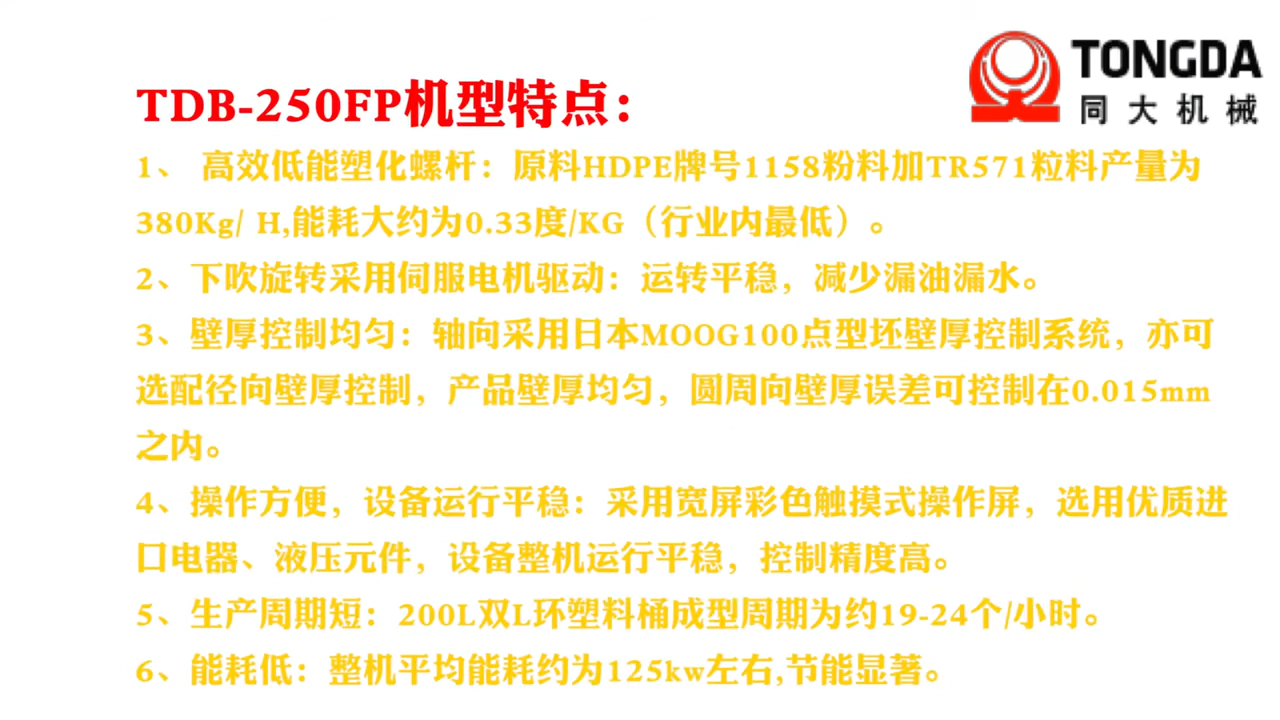 TONGDA
同大机械
TDB-250FP机型特点：
1、 高效低能塑化螺杆：原料HDPE牌号1158粉料加TR571粒料产量为
380Kg/ H,能耗大约为0.33度/KG（行业内最低）。
2、下吹旋转采用伺服电机驱动：运转平稳，减少漏油漏水。
3、壁厚控制均匀：轴向采用日本MOOG100点型坯壁厚控制系统，亦可
选配径向壁厚控制，产品壁厚均匀，圆周向壁厚误差可控制在0.015mm
之内。
4、操作方便，设备运行平稳：采用宽屏彩色触摸式操作屏，选用优质进
口电器、液压元件，设备整机运行平稳，控制精度高。
5、生产周期短：200L双L环塑料桶成型周期为约19-24个/小时。
6、能耗低：整机平均能耗约为125kw左右,节能显著。